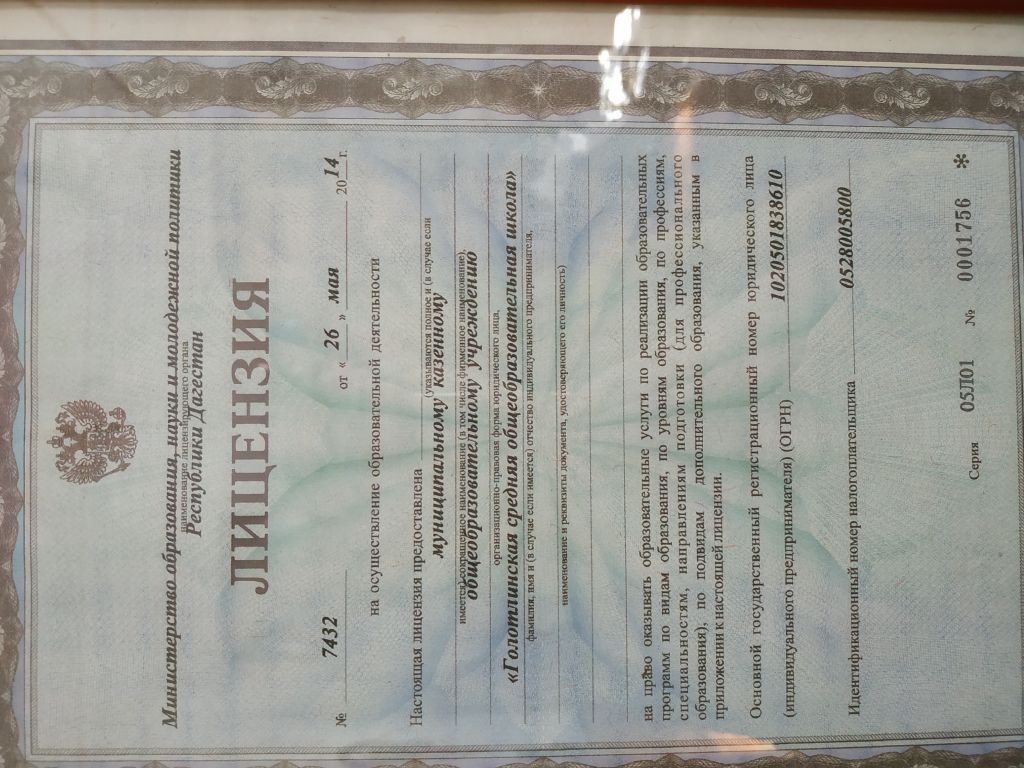 Министерство образования, науки и молодежной политики
наименование лицензирующего органа
Республики Дагестан
ЛИЦЕНЗИЯ
№ 7432 от « 26 » мая 2014 г.
на осуществление образовательной деятельности
Настоящая лицензия предоставлена
(указываются полное и (в случае если
муниципальному казенному
имеется) сокращенное наименование (в том числе фирменное наименование),
общеобразовательному учреждению
организационно-правовая форма юридического лица,
«Голотлинская средняя общеобразовательная школа»
фамилия, имя и (в случае если имеется) отчество индивидуального предпринимателя,
наименование и реквизиты документа, удостоверяющего его личность)
на право оказывать образовательные услуги по реализации образовательных
программ по видам образования, по уровням образования, по профессиям,
специальностям, направлениям подготовки (для профессионального
образования), по подвидам дополнительного образования, указанным в
приложении к настоящей лицензии.
Основной государственный регистрационный номер юридического лица
(индивидуального предпринимателя) (ОГРН) 1020501838610
Идентификационный номер налогоплательщика 0528005800
Серия 05Л01 № 0001756 *